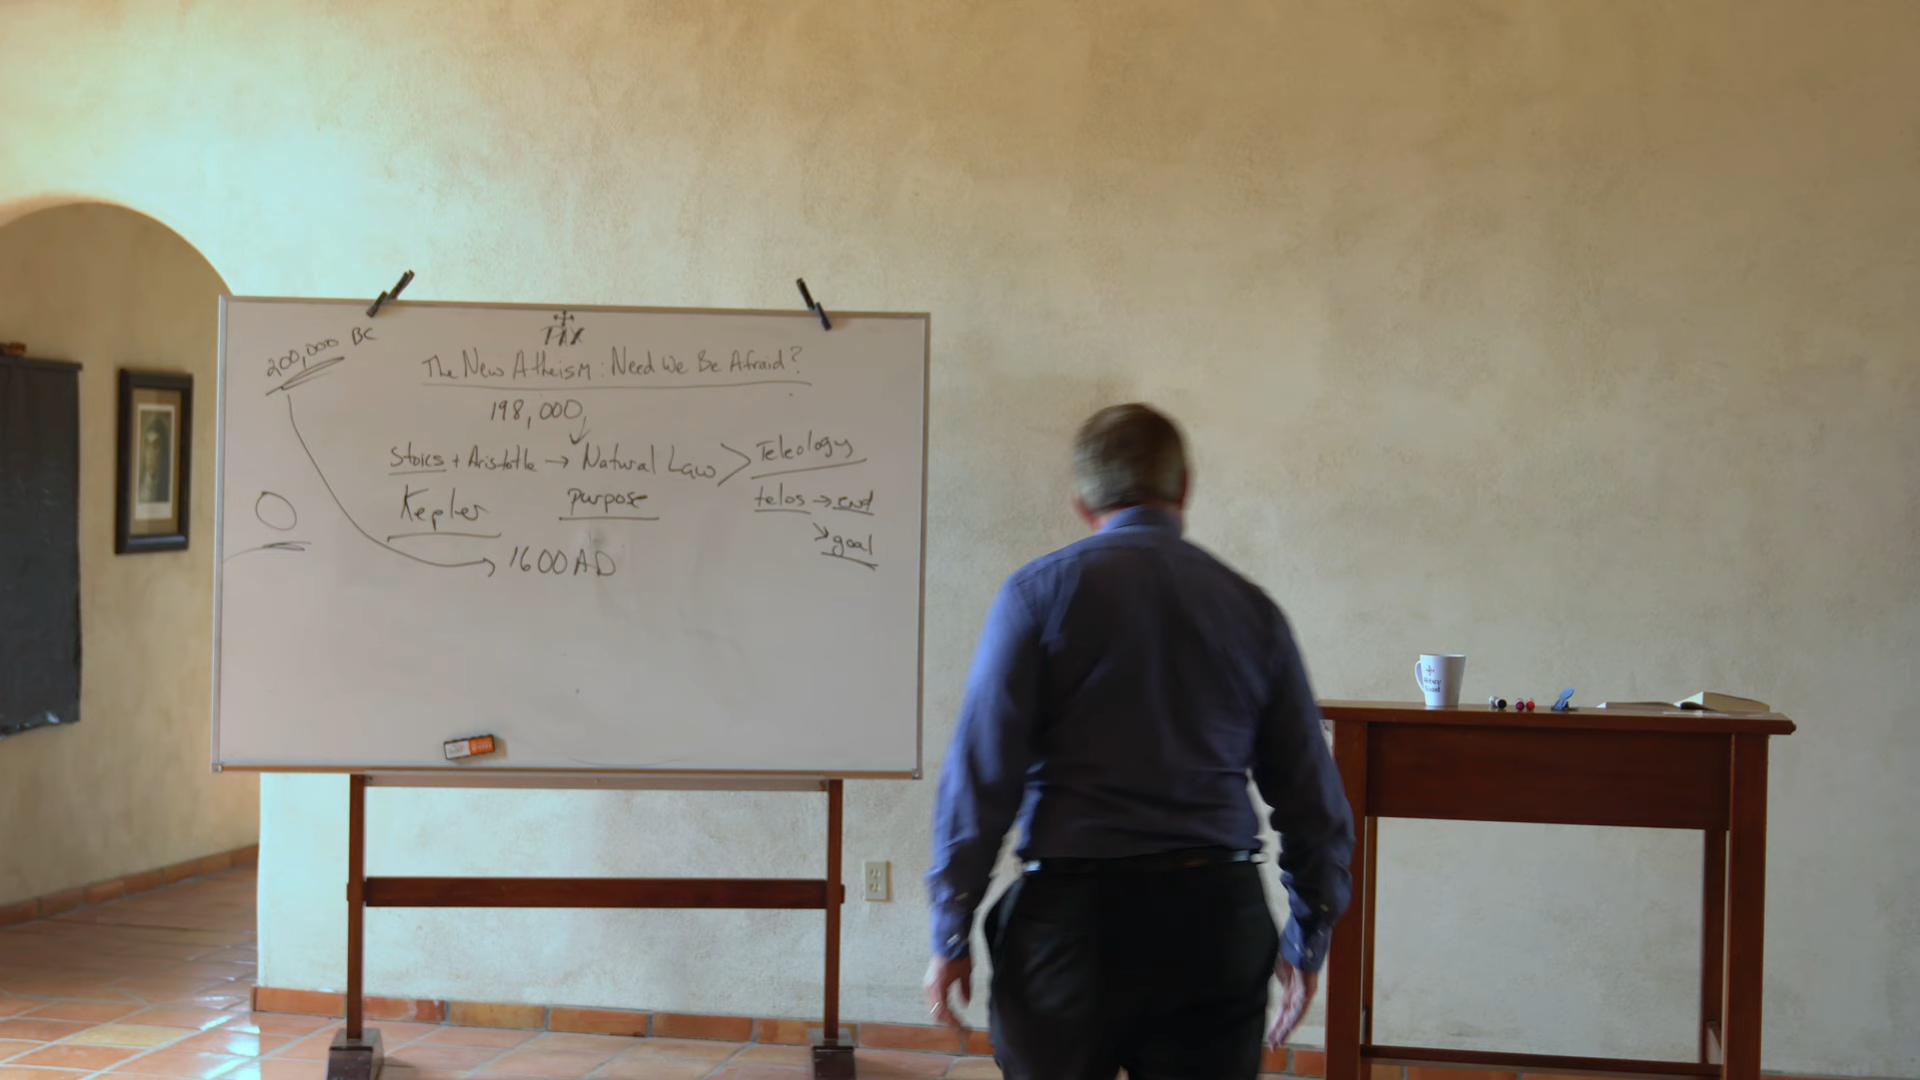 200,000 BC
PAX
The New Atheism: Need We Be Afraid?
198,000
Stoics + Aristotle → Natural Law > Teleology
Kepler purpose telos → end
↘ goal
1600 AD